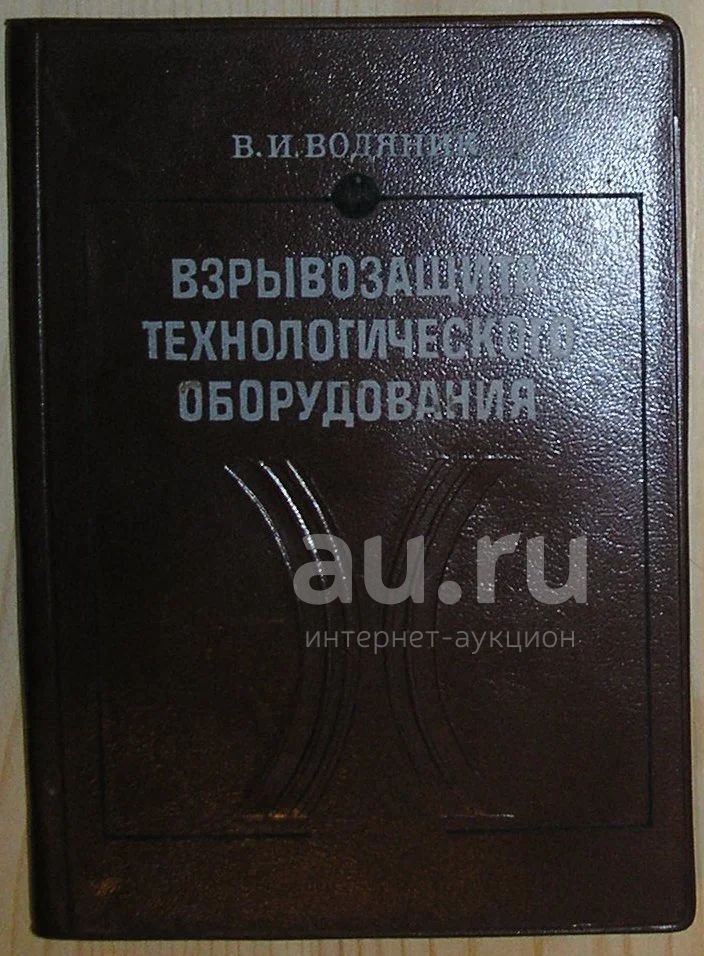 В.И.ВОДЯНИК
ВЗРЫВОЗАЩИТА
ТЕХНОЛОГИЧЕСКОГО
ОБОРУДОВАНИЯ
au.ru
интернет-аукцион